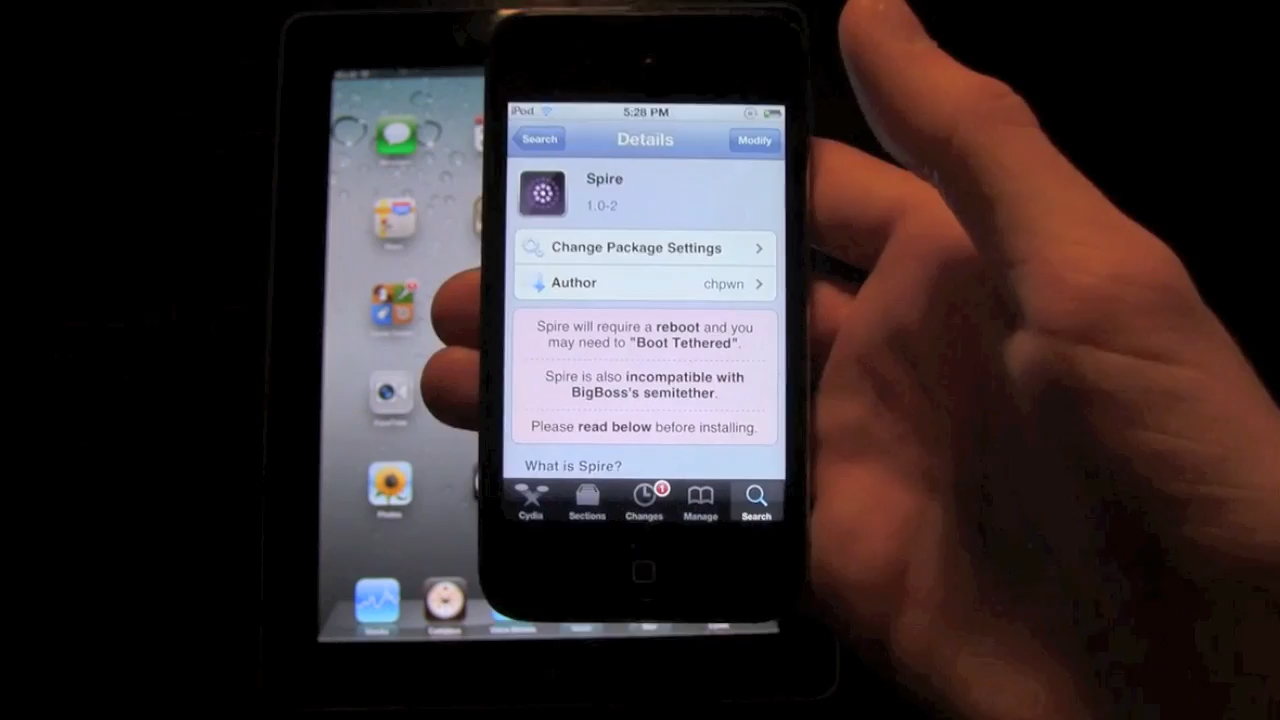 iPod
5:28 PM
Search
Details
Modify
Spire
1.0-2
Change Package Settings
Author
chpwn
Spire will require a reboot and you
may need to "Boot Tethered".
Spire is also incompatible with
BigBoss's semitether.
Please read below before installing.
What is Spire?
1
Cydia
Sections
Changes
Manage
Search
Photos